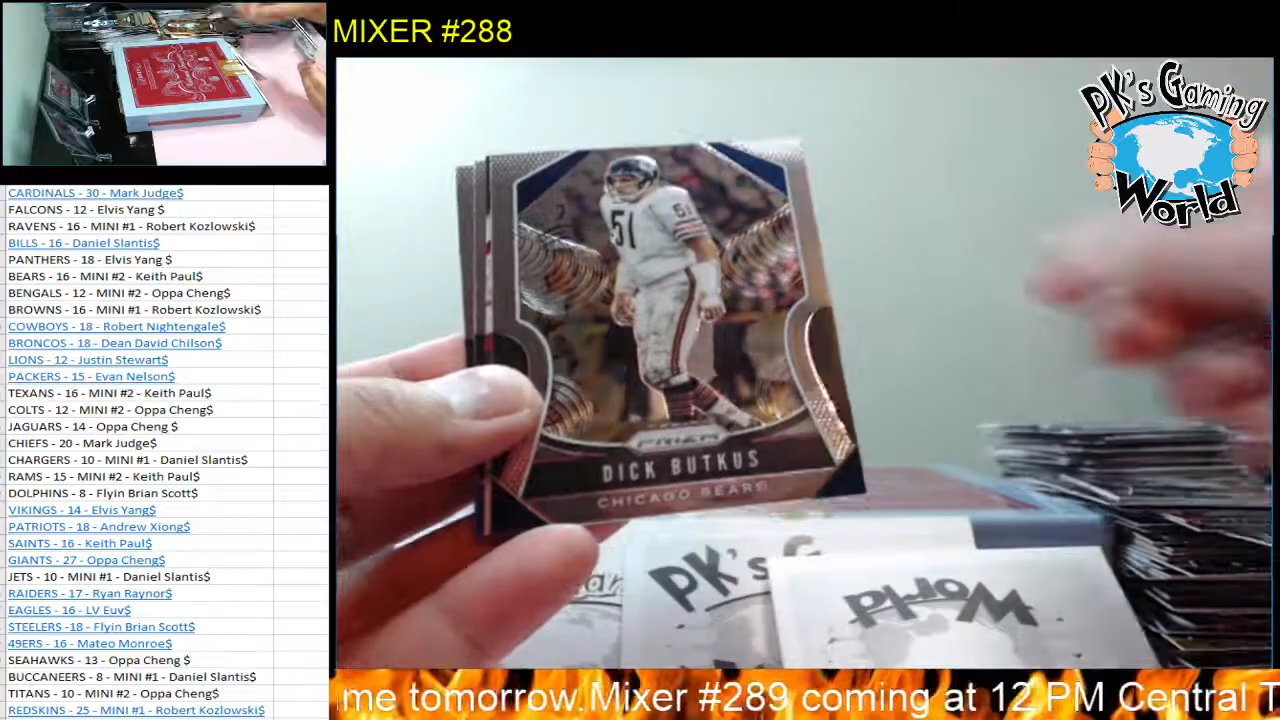 MIXER #288
PK's Gaming
World
CARDINALS - 30 - Mark Judge$
FALCONS - 12 - Elvis Yang $
RAVENS - 16 - MINI #1 - Robert Kozlowski$
BILLS - 16 - Daniel Slantis$
PANTHERS - 18 - Elvis Yang $
BEARS - 16 - MINI #2 - Keith Paul$
BENGALS - 12 - MINI #2 - Oppa Cheng$
BROWNS - 16 - MINI #1 - Robert Kozlowski$
COWBOYS - 18 - Robert Nightengale$
BRONCOS - 18 - Dean David Chilson$
LIONS - 12 - Justin Stewart$
PACKERS - 15 - Evan Nelson$
TEXANS - 16 - MINI #2 - Keith Paul$
COLTS - 12 - MINI #2 - Oppa Cheng$
JAGUARS - 14 - Oppa Cheng $
CHIEFS - 20 - Mark Judge$
CHARGERS - 10 - MINI #1 - Daniel Slantis$
RAMS - 15 - MINI #2 - Keith Paul$
DOLPHINS - 8 - Flyin Brian Scott$
VIKINGS - 14 - Elvis Yang$
PATRIOTS - 18 - Andrew Xiong$
SAINTS - 16 - Keith Paul$
GIANTS - 27 - Oppa Cheng$
JETS - 10 - MINI #1 - Daniel Slantis$
RAIDERS - 17 - Ryan Raynor$
EAGLES - 16 - LV Euv$
STEELERS -18 - Flyin Brian Scott$
49ERS - 16 - Mateo Monroe$
SEAHAWKS - 13 - Oppa Cheng $
BUCCANEERS - 8 - MINI #1 - Daniel Slantis$
TITANS - 10 - MINI #2 - Oppa Cheng$
REDSKINS - 25 - MINI #1 - Robert Kozlowski$
51
51
PRIZM
DICK BUTKUS
CHICAGO BEARS
PK's G
World
me tomorrow.Mixer #289 coming at 12 PM Central T